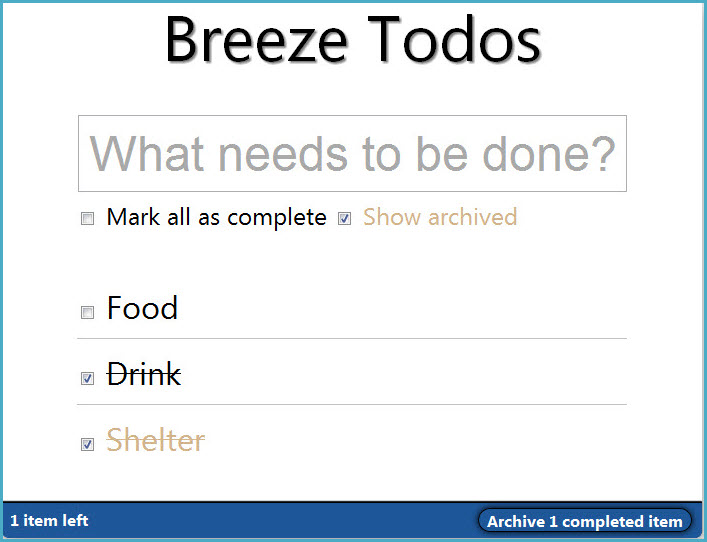 Breeze Todos
What needs to be done?
Mark all as complete Show archived
Food
Drink
Shelter
1 item left Archive 1 completed item